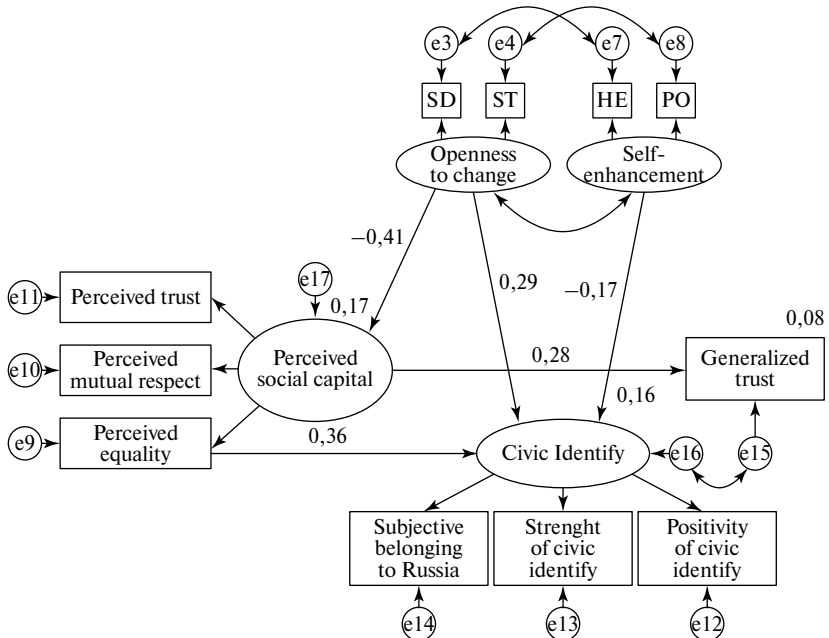 e3
e4
e7
e8
SD
ST
HE
PO
Openness
to change
Self-
enhancement
−0,41
e17
0,29
−0,17
e11
Perceived trust
0,17
0,08
e10
Perceived
mutual respect
Perceived
social capital
0,28
Generalized
trust
0,16
e9
Perceived
equality
0,36
Civic Identify
e16
e15
Subjective
belonging
to Russia
Strenght
of civic
identify
Positivity
of civic
identify
e14
e13
e12